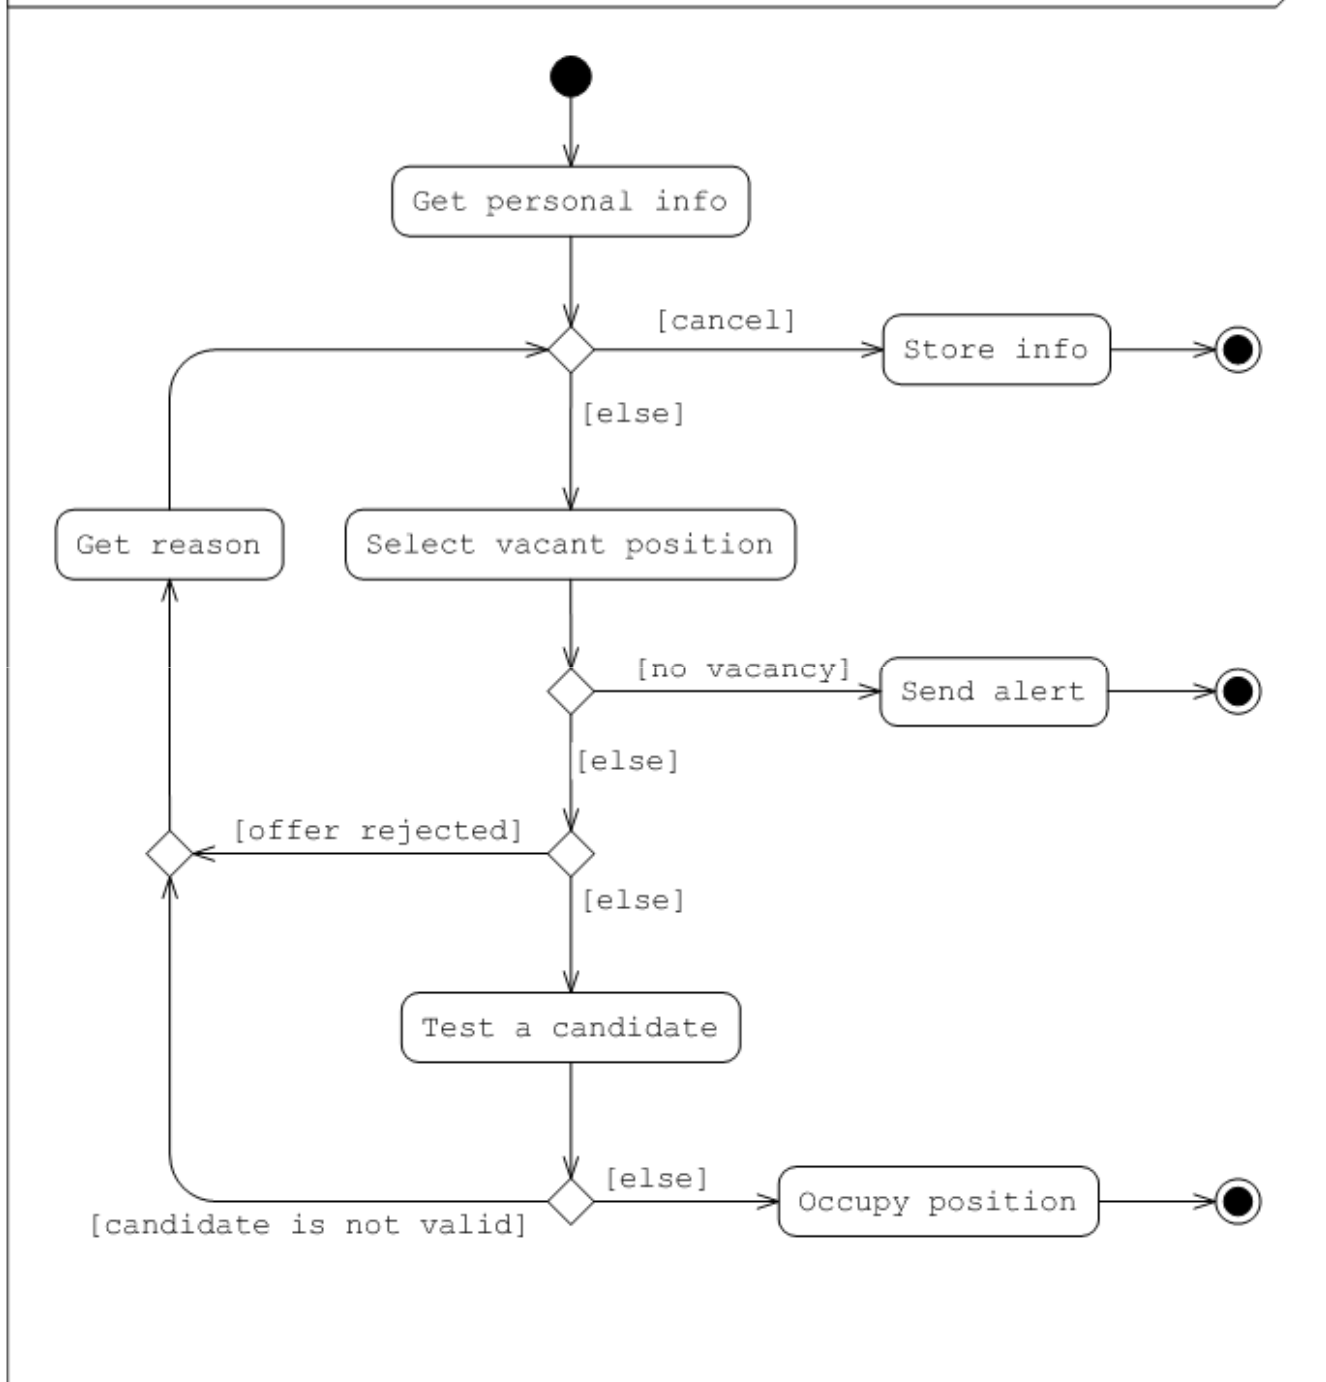 Get personal info
[cancel]
Store info
[else]
Get reason
Select vacant position
[no vacancy]
Send alert
[else]
[offer rejected]
[else]
Test a candidate
[else]
Occupy position
[candidate is not valid]